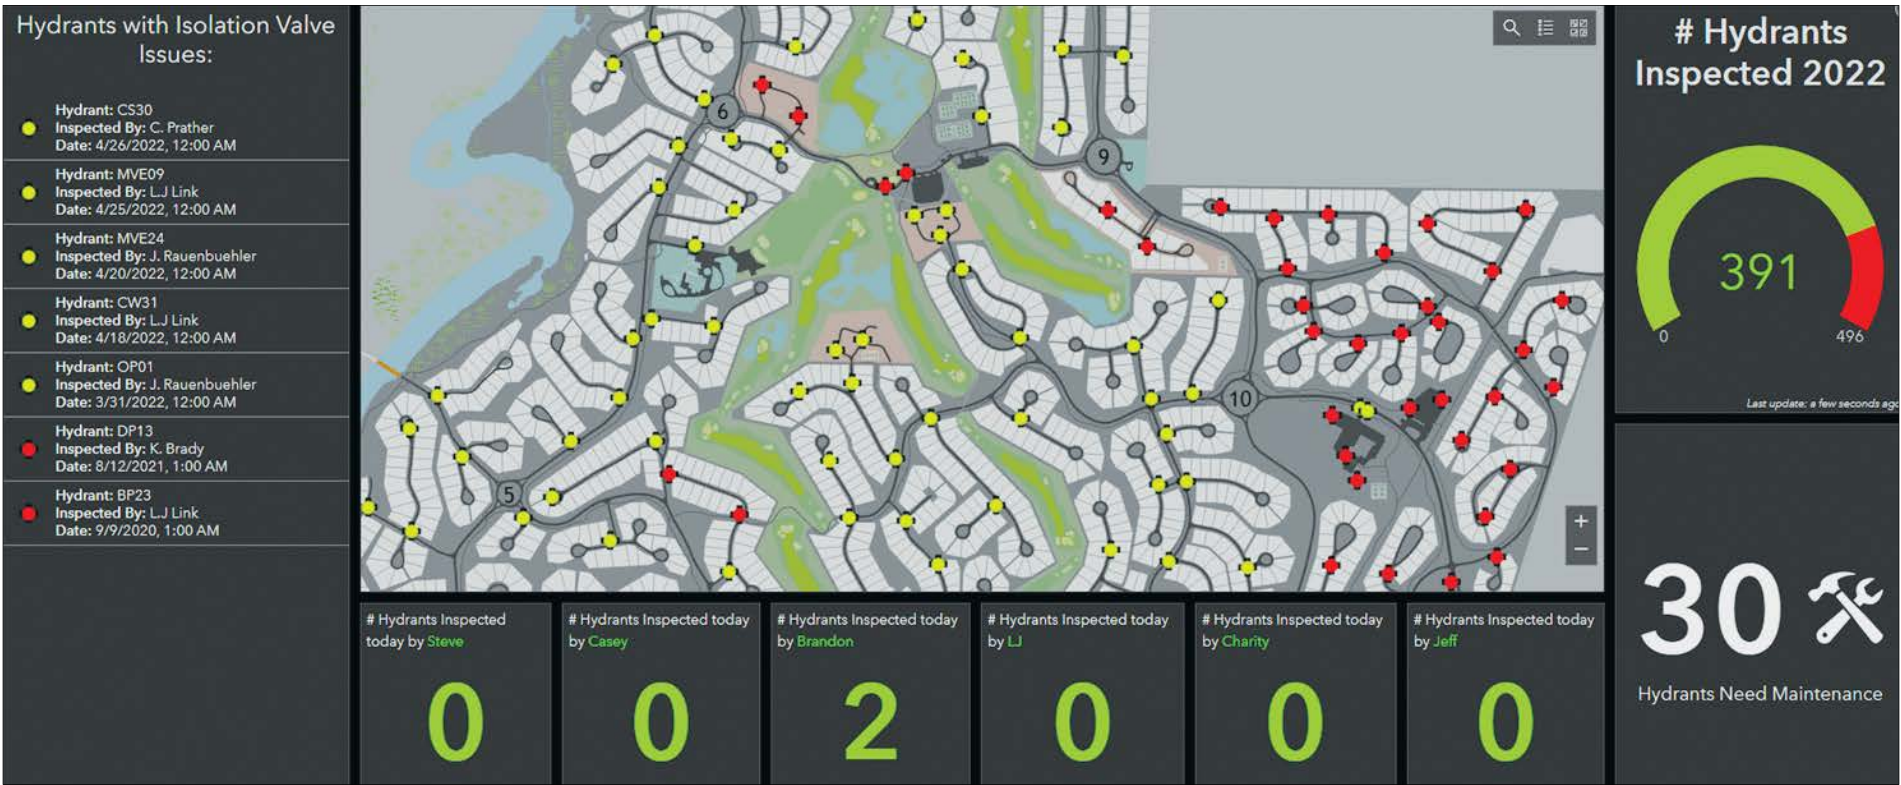 Hydrants with Isolation Valve
Issues:
Hydrant: CS30
Inspected By: C. Prather
Date: 4/26/2022, 12:00 AM
Hydrant: MVE09
Inspected By: L.J Link
Date: 4/25/2022, 12:00 AM
Hydrant: MVE24
Inspected By: J. Rauenbuehler
Date: 4/20/2022, 12:00 AM
Hydrant: CW31
Inspected By: L.J Link
Date: 4/18/2022, 12:00 AM
Hydrant: OP01
Inspected By: J. Rauenbuehler
Date: 3/31/2022, 12:00 AM
Hydrant: DP13
Inspected By: K. Brady
Date: 8/12/2021, 1:00 AM
Hydrant: BP23
Inspected By: L.J Link
Date: 9/9/2020, 1:00 AM
6
9
P
10
5
+
−
# Hydrants Inspected
today by Steve
0
# Hydrants Inspected today
by Casey
0
# Hydrants Inspected today
by Brandon
2
# Hydrants Inspected today
by LJ
0
# Hydrants Inspected today
by Charity
0
# Hydrants Inspected today
by Jeff
0
# Hydrants
Inspected 2022
391
0
496
Last update: a few seconds ago
30
Hydrants Need Maintenance